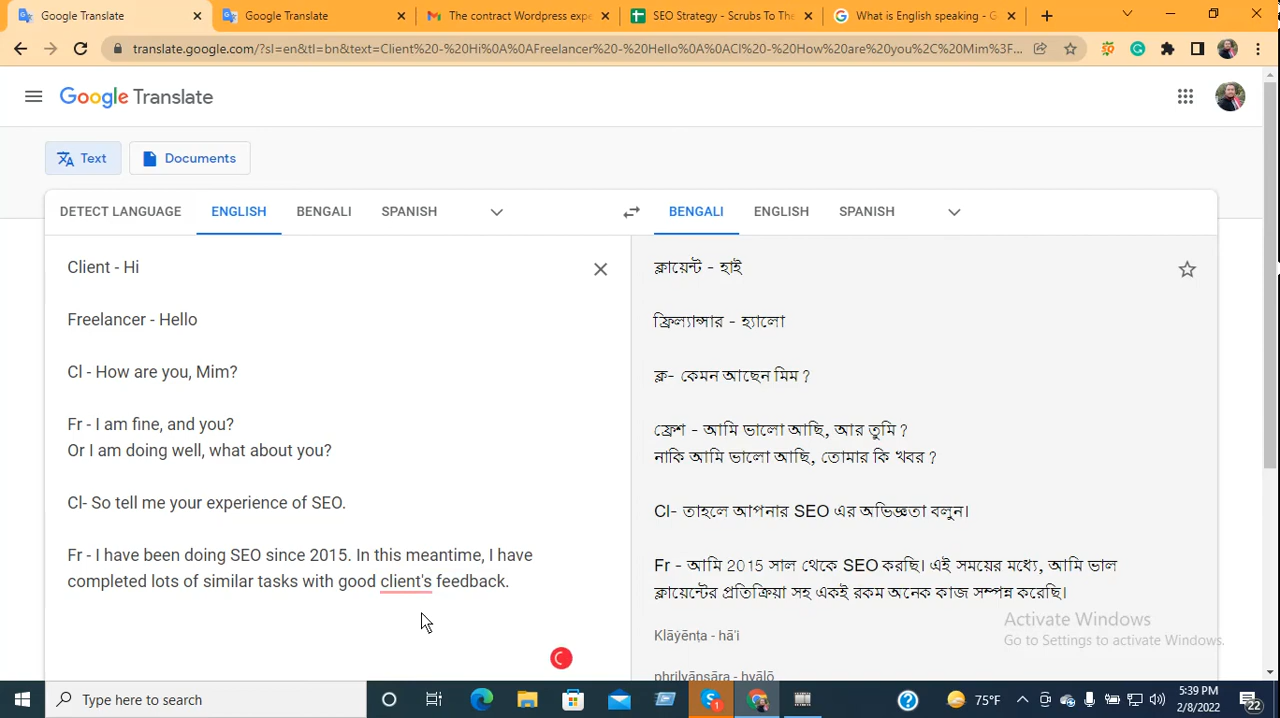 Google Translate
Google Translate
The contract Wordpress expe
SEO Strategy - Scrubs To The
What is English speaking - G
translate.google.com/?sl=en&tl=bn&text=Client%20-%20Hi%0A%0AFreelancer%20-%20Hello%0A%0ACl%20-%20How%20are%20you%2C%20Mim%3F...
Google Translate
Text
Documents
DETECT LANGUAGE
ENGLISH
BENGALI
SPANISH
BENGALI
ENGLISH
SPANISH
Client - Hi
Freelancer - Hello
Cl - How are you, Mim?
Fr - I am fine, and you?
Or I am doing well, what about you?
Cl- So tell me your experience of SEO.
Fr - I have been doing SEO since 2015. In this meantime, I have
completed lots of similar tasks with good client's feedback.
ক্লায়েন্ট - হাই
ফ্রিল্যান্সার - হ্যালো
ক্ল- কেমন আছেন মিম ?
ফ্রেশ - আমি ভালো আছি, আর তুমি ?
নাকি আমি ভালো আছি, তোমার কি খবর ?
Cl- তাহলে আপনার SEO এর অভিজ্ঞতা বলুন।
Fr - আমি 2015 সাল থেকে SEO করছি। এই সময়ের মধ্যে, আমি ভাল
ক্লায়েন্টের প্রতিক্রিয়া সহ একই রকম অনেক কাজ সম্পন্ন করেছি।
Klāẏēnṭa - hā'i
phrilyānsāra - hyālō
Activate Windows
Go to Settings to activate Windows.
Type here to search
1
75°F
5:39 PM
2/8/2022
22